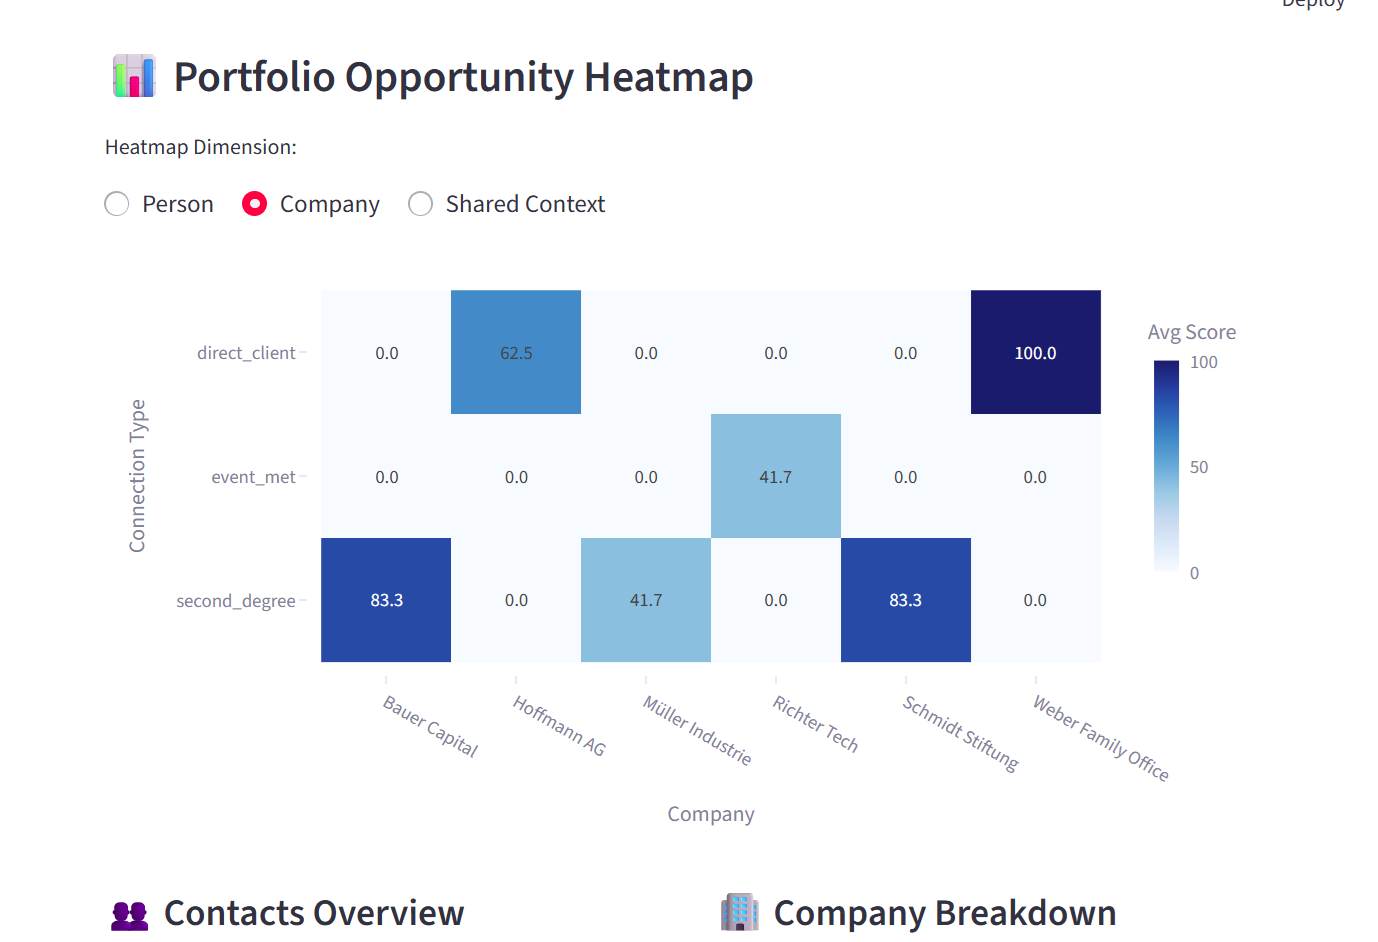 Deploy
Portfolio Opportunity Heatmap
Heatmap Dimension:
Person Company Shared Context
Avg Score
100
50
0
Connection Type
direct_client 0.0 62.5 0.0 0.0 0.0 100.0
event_met 0.0 0.0 0.0 41.7 0.0 0.0
second_degree 83.3 0.0 41.7 0.0 83.3 0.0
Bauer Capital
Hoffmann AG
Müller Industrie
Richter Tech
Schmidt Stiftung
Weber Family Office
Company
Contacts Overview
Company Breakdown